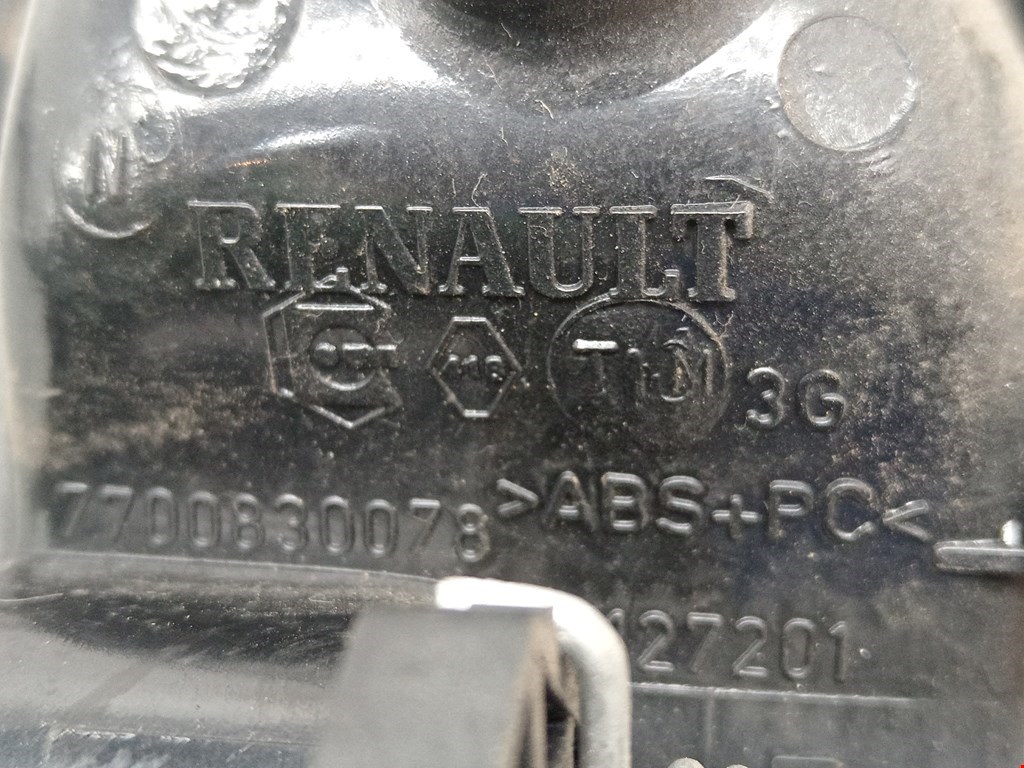 RENAULT
3G
7700830078 >ABS+PC<
127201